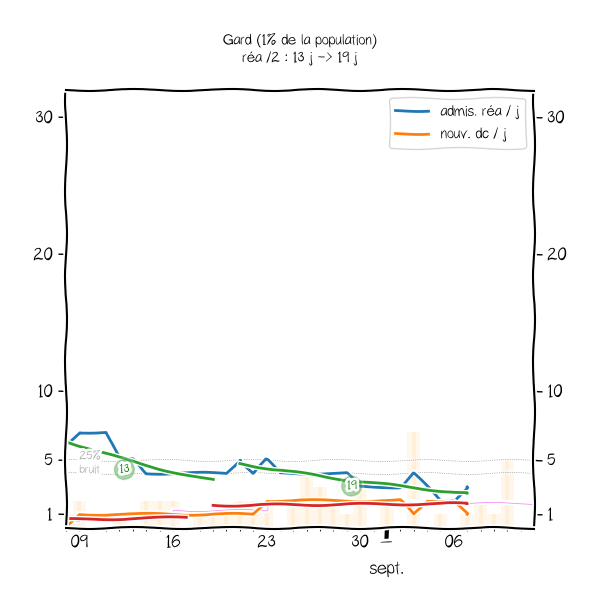 Gard (1% de la population)
réa /2 : 13 j -> 19 j
admis. réa / j
nouv. dc / j
30 30
20 20
10 10
5 5
25%
bruit
13
19
1 1
09 16 23 30 06
sept.